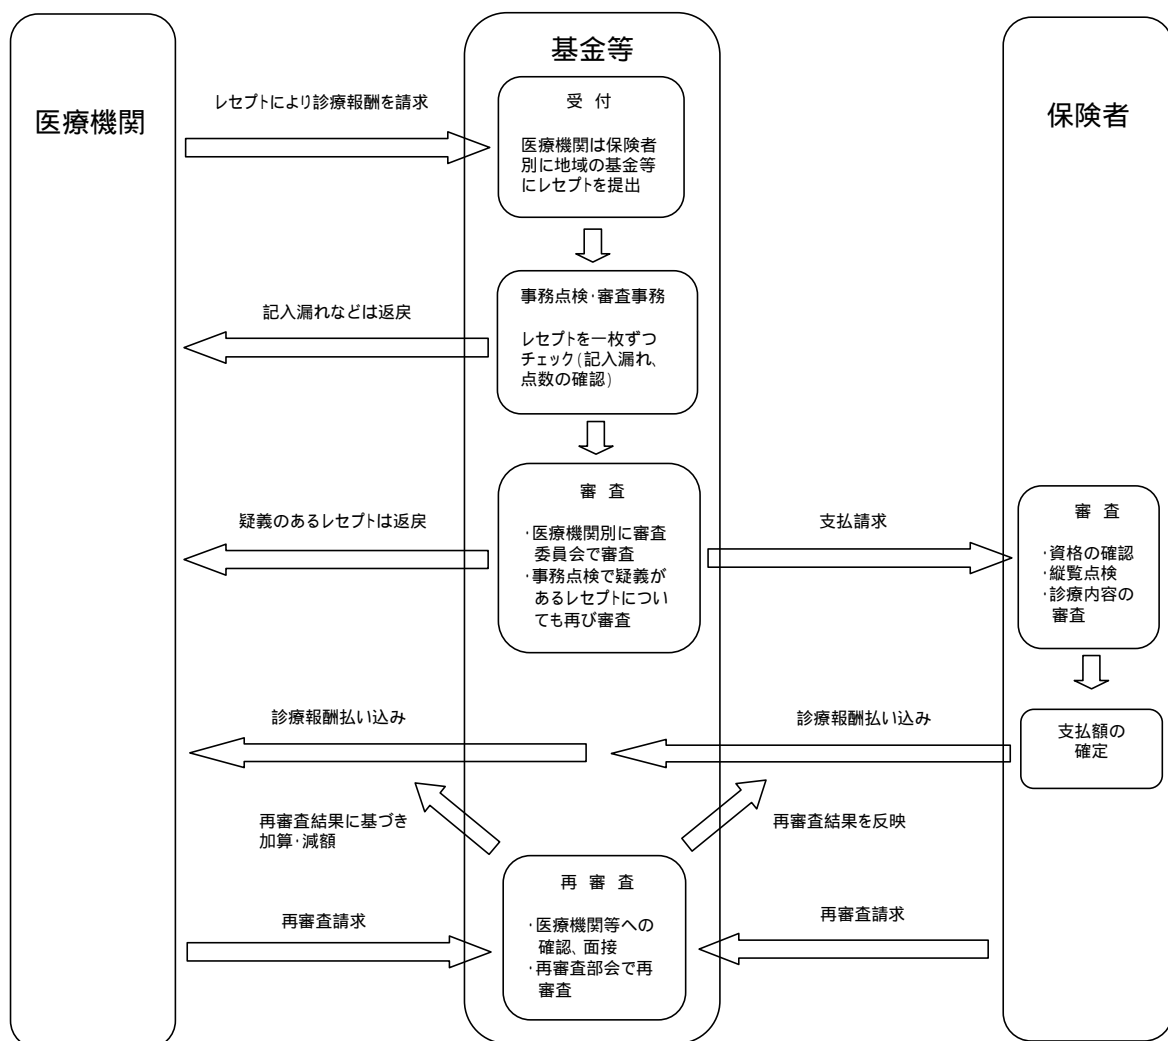 医療機関
基金等
保険者
レセプトにより診療報酬を請求
受 付
医療機関は保険者
別に地域の基金等
にレセプトを提出
記入漏れなどは返戻
事務点検・審査事務
レセプトを一枚ずつ
チェック(記入漏れ、
点数の確認)
疑義のあるレセプトは返戻
審 査
・医療機関別に審査
委員会で審査
・事務点検で疑義が
あるレセプトについ
ても再び審査
支払請求
審 査
・資格の確認
・縦覧点検
・診療内容の
審査
診療報酬払い込み
診療報酬払い込み
支払額の
確定
再審査結果に基づき
加算・減額
再審査結果を反映
再審査請求
再 審 査
・医療機関等への
確認、面接
・再審査部会で再
審査
再審査請求